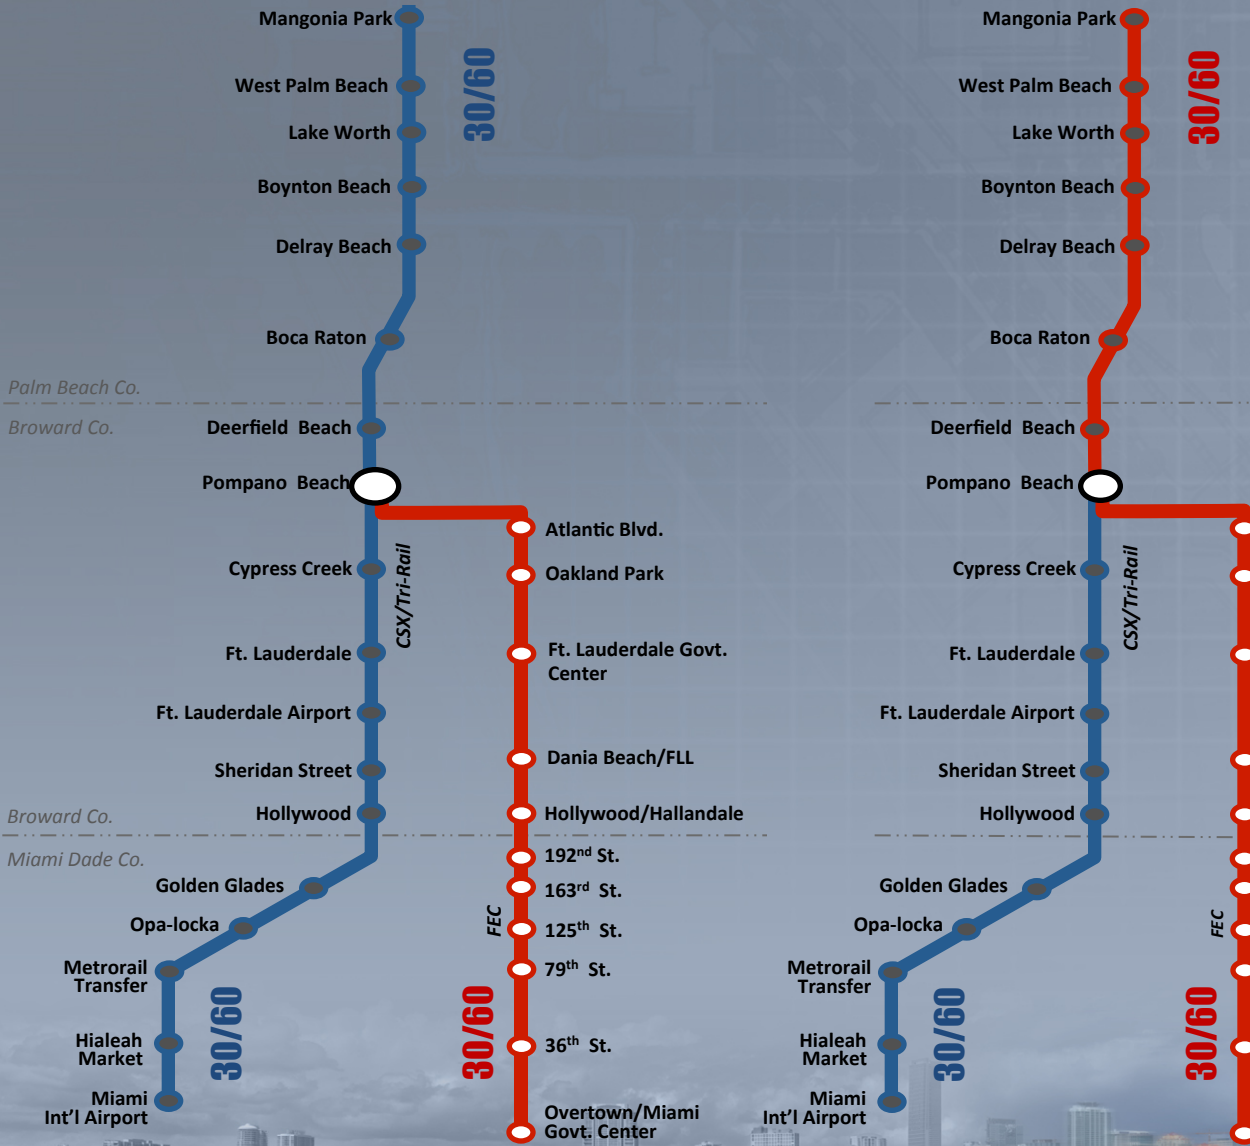 Mangonia Park
West Palm Beach
Lake Worth
Boynton Beach
Delray Beach
Boca Raton
30/60
Palm Beach Co.
Broward Co.
Deerfield Beach
Pompano Beach
Cypress Creek
Ft. Lauderdale
Ft. Lauderdale Airport
Sheridan Street
Hollywood
CSX/Tri-Rail
Broward Co.
Miami Dade Co.
Golden Glades
Opa-locka
Metrorail
Transfer
Hialeah
Market
Miami
Int'l Airport
30/60
Atlantic Blvd.
Oakland Park
Ft. Lauderdale Govt.
Center
Dania Beach/FLL
Hollywood/Hallandale
192nd St.
163rd St.
125th St.
79th St.
36th St.
Overtown/Miami
Govt. Center
FEC
30/60
Mangonia Park
West Palm Beach
Lake Worth
Boynton Beach
Delray Beach
Boca Raton
30/60
Deerfield Beach
Pompano Beach
Cypress Creek
Ft. Lauderdale
Ft. Lauderdale Airport
Sheridan Street
Hollywood
CSX/Tri-Rail
Golden Glades
Opa-locka
Metrorail
Transfer
Hialeah
Market
Miami
Int'l Airport
30/60
FEC
30/60